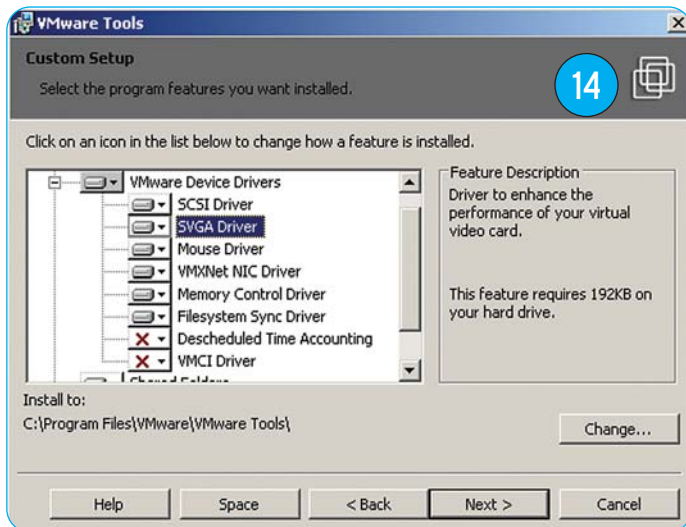 VMware Tools
Custom Setup
Select the program features you want installed.
14
Click on an icon in the list below to change how a feature is installed.
VMware Device Drivers
SCSI Driver
SVGA Driver
Mouse Driver
VMXNet NIC Driver
Memory Control Driver
Filesystem Sync Driver
Descheduled Time Accounting
VMCI Driver
Shared Folders
Feature Description
Driver to enhance the
performance of your virtual
video card.
This feature requires 192KB on
your hard drive.
Install to:
C:\Program Files\VMware\VMware Tools\
Change...
Help
Space
< Back
Next >
Cancel